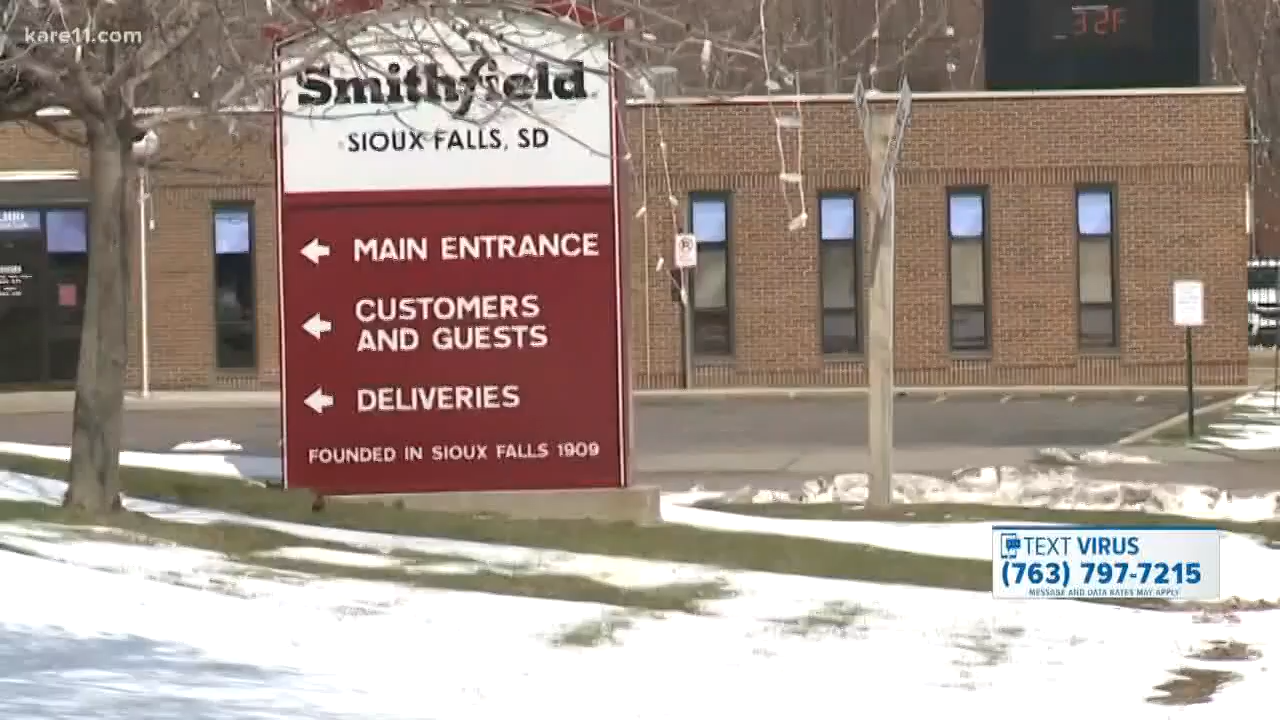 kare11.com
32F
Smithfield
SIOUX FALLS, SD
MAIN ENTRANCE
CUSTOMERS
AND GUESTS
DELIVERIES
FOUNDED IN SIOUX FALLS 1909
TEXT VIRUS
(763) 797-7215
MESSAGE AND DATA RATES MAY APPLY